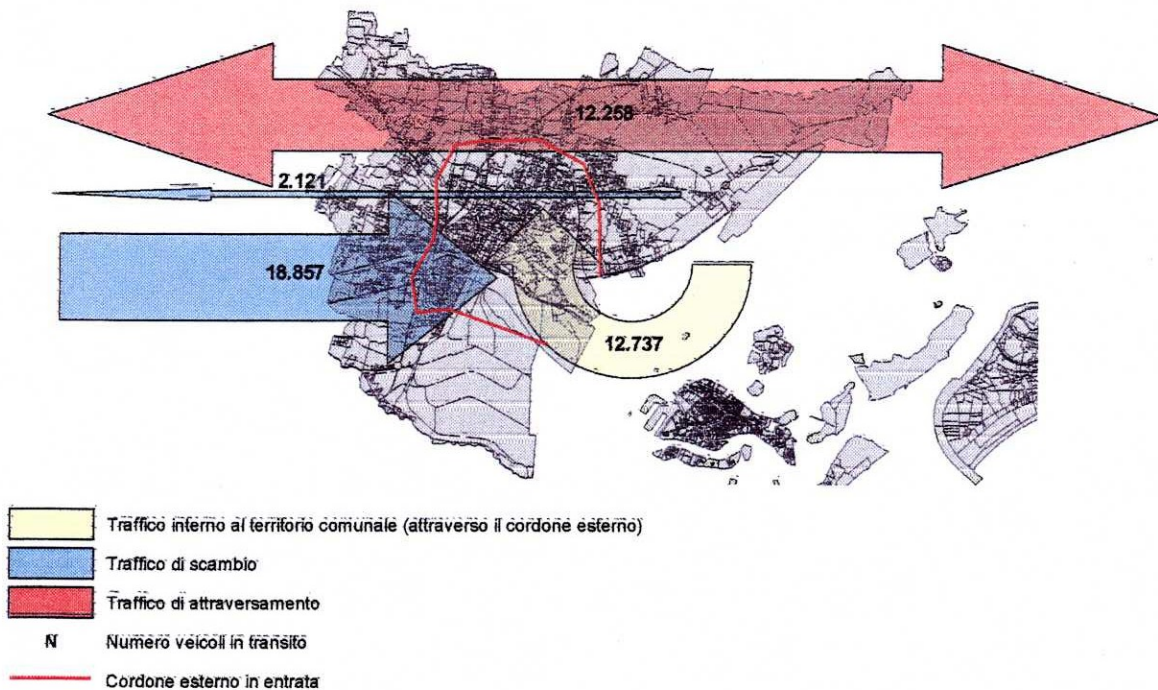 12.258
2.121
18.857
12.737
Traffico interno al territorio comunale (attraverso il cordone esterno)
Traffico di scambio
Traffico di attraversamento
N Numero veicoli in transito
Cordone esterno in entrata